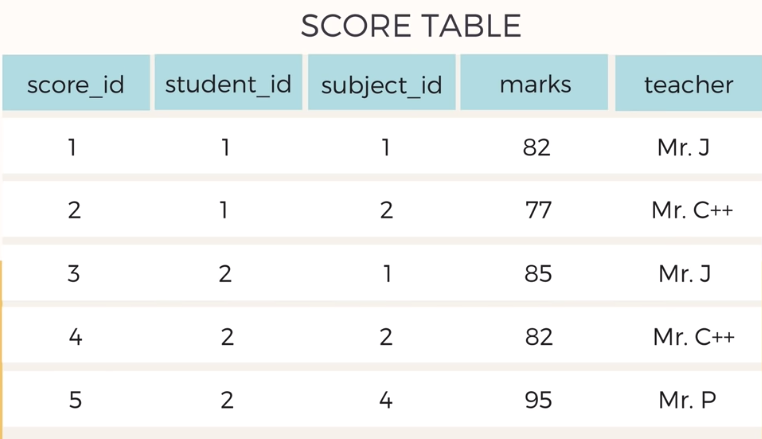 SCORE TABLE
score_id student_id subject_id marks teacher
1 1 1 82 Mr. J
2 1 2 77 Mr. C++
3 2 1 85 Mr. J
4 2 2 82 Mr. C++
5 2 4 95 Mr. P